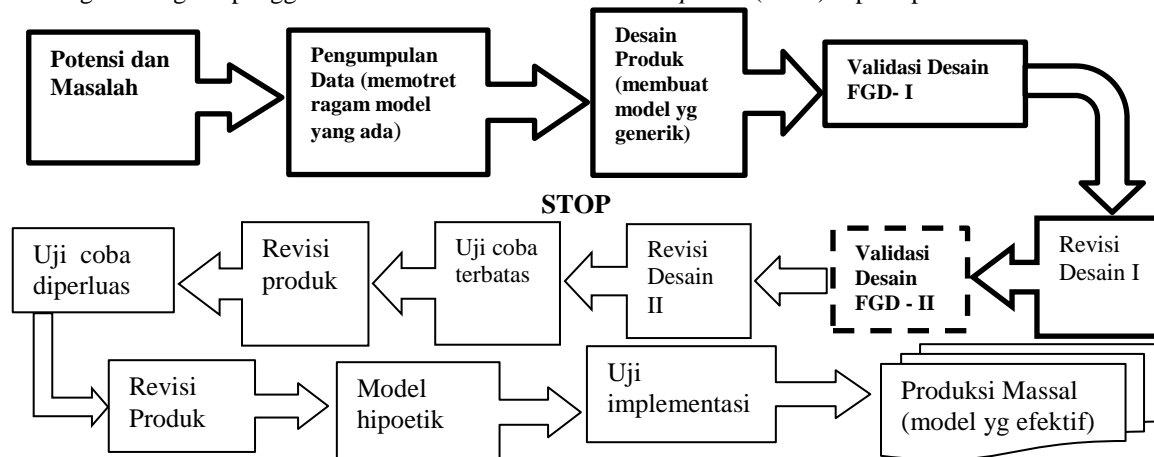 Potensi dan
Masalah
Pengumpulan
Data (memotret
ragam model
yang ada)
Desain
Produk
(membuat
model yg
generik)
Validasi Desain
FGD- I
STOP
Revisi
Desain I
Validasi
Desain
FGD - II
Revisi
Desain
II
Uji coba
terbatas
Revisi
produk
Uji coba
diperluas
Revisi
Produk
Model
hipoetik
Uji
implementasi
Produksi Massal
(model yg efektif)